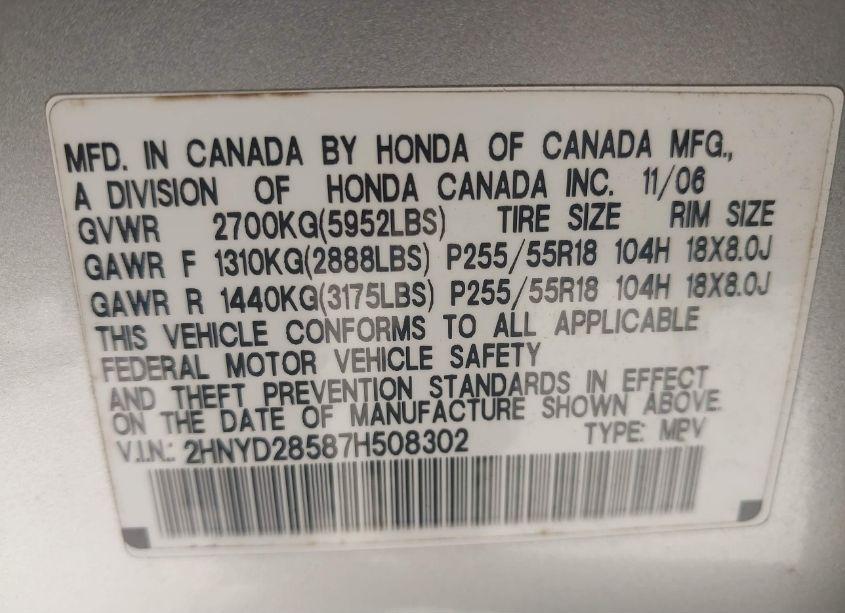 MFD. IN CANADA BY HONDA OF CANADA MFG.,
A DIVISION OF HONDA CANADA INC. 11/06
GVWR 2700KG(5952LBS) TIRE SIZE RIM SIZE
GAWR F 1310KG(2888LBS) P255/55R18 104H 18X8.0J
GAWR R 1440KG(3175LBS) P255/55R18 104H 18X8.0J
THIS VEHICLE CONFORMS TO ALL APPLICABLE
FEDERAL MOTOR VEHICLE SAFETY
AND THEFT PREVENTION STANDARDS IN EFFECT
ON THE DATE OF MANUFACTURE SHOWN ABOVE.
V.I.N.: 2HNYD28587H508302 TYPE: MPV